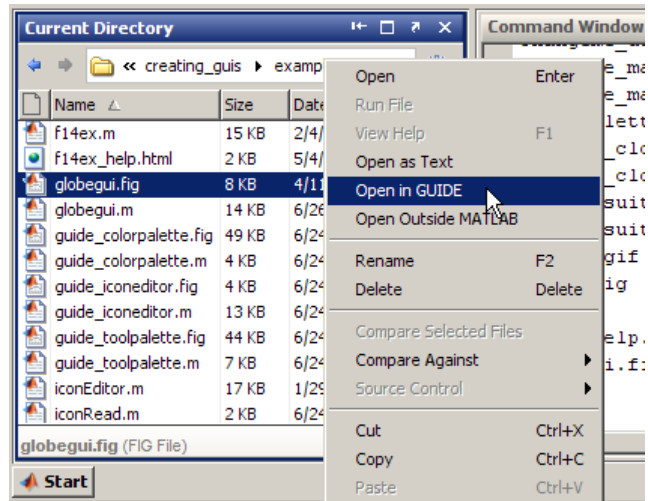 Current Directory
Command Window
« creating_guis
Name Size
f14ex.m 15 KB 2/4/
f14ex_help.html 2 KB 5/4/
globegui.fig 8 KB 4/11
globegui.m 14 KB 6/26
guide_colorpalette.fig 49 KB 6/24
guide_colorpalette.m 4 KB 6/24
guide_iconeditor.fig 4 KB 6/24
guide_iconeditor.m 13 KB 6/24
guide_toolpalette.fig 44 KB 6/24
guide_toolpalette.m 7 KB 6/24
iconEditor.m 17 KB 1/29
iconRead.m 2 KB 6/24
globegui.fig (FIG File)
Start
Open Enter
Run File
View Help F1
Open as Text
Open in GUIDE
Open Outside MATLAB
Rename F2
Delete Delete
Compare Selected Files
Compare Against
Source Control
Cut Ctrl+X
Copy Ctrl+C
Paste Ctrl+V